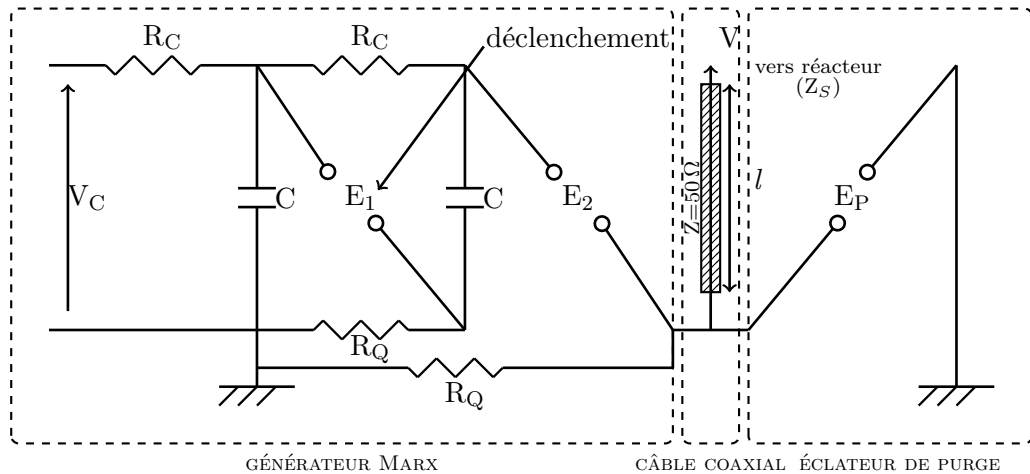 R_C
R_C
déclenchement
V
vers réacteur
(Z_S)
V_C
C
E_1
C
E_2
Z=50 Ω
l
E_P
R_Q
R_Q
GÉNÉRATEUR MARX
CÂBLE COAXIAL
ÉCLATEUR DE PURGE